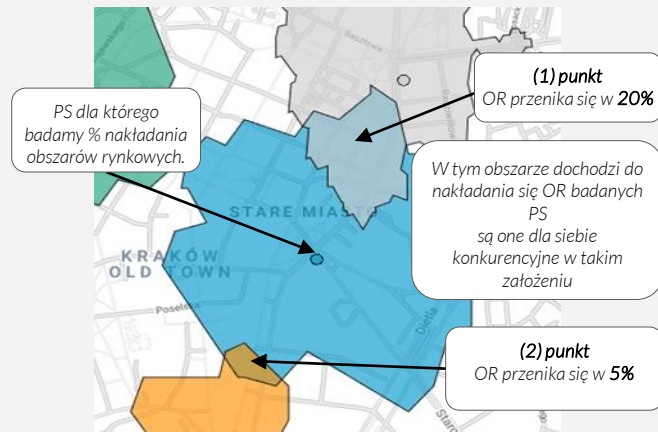 Basztowa
(1) punkt
OR przenika się w 20%
PS dla którego
badamy % nakładania
obszarów rynkowych.
W tym obszarze dochodzi do
nakładania się OR badanych
PS
są one dla siebie
konkurencyjne w takim
założeniu
STARE MIASTO
KRAKÓW
OLD TOWN
Poselska
Dietla
(2) punkt
OR przenika się w 5%